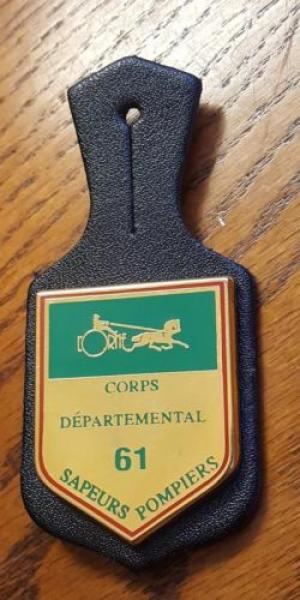 L'ORNE
CORPS
DÉPARTEMENTAL
61
SAPEURS POMPIERS